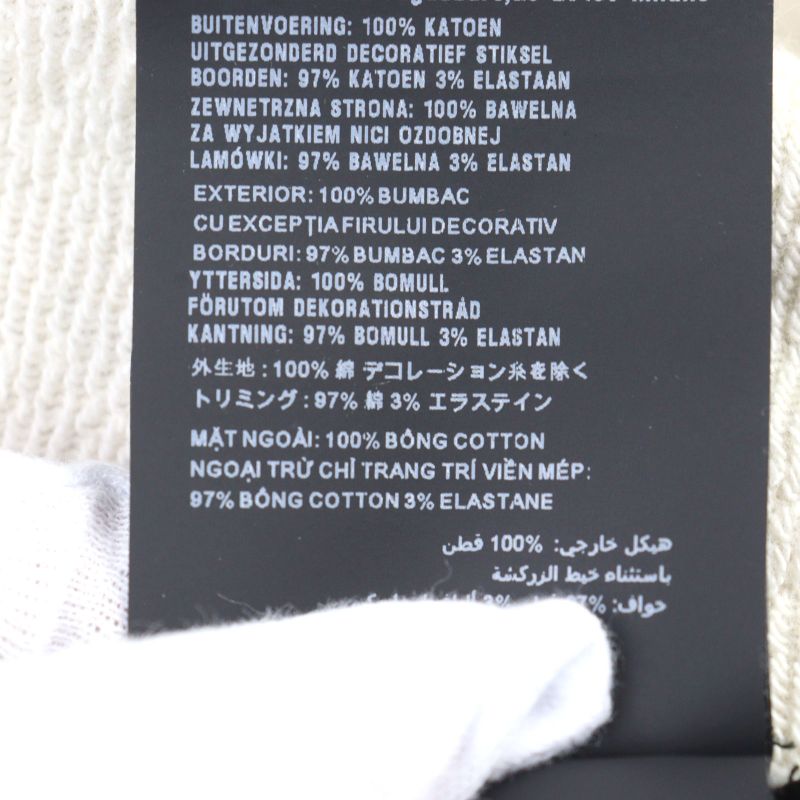 BUITENVOERING: 100% KATOEN
UITGEZONDERD DECORATIEF STIKSEL
BOORDEN: 97% KATOEN 3% ELASTAAN
ZEWNETRZNA STRONA: 100% BAWELNA
ZA WYJATKIEM NICI OZDOBNEJ
LAMÓWKI: 97% BAWELNA 3% ELASTAN
EXTERIOR: 100% BUMBAC
CU EXCEPȚIA FIRULUI DECORATIV
BORDURI: 97% BUMBAC 3% ELASTAN
YTTERSIDA: 100% BOMULL
FÖRUTOM DEKORATIONSTRÅD
KANTNING: 97% BOMULL 3% ELASTAN
外生地：100% 綿 デコレーション糸を除く
トリミング：97% 綿 3% エラステイン
MẶT NGOÀI: 100% BÔNG COTTON
NGOẠI TRỪ CHỈ TRANG TRÍ VIỀN MÉP:
97% BÔNG COTTON 3% ELASTANE
هيكل خارجي: 100% قطن
باستثناء خيط الزركشة
حواف: 97%